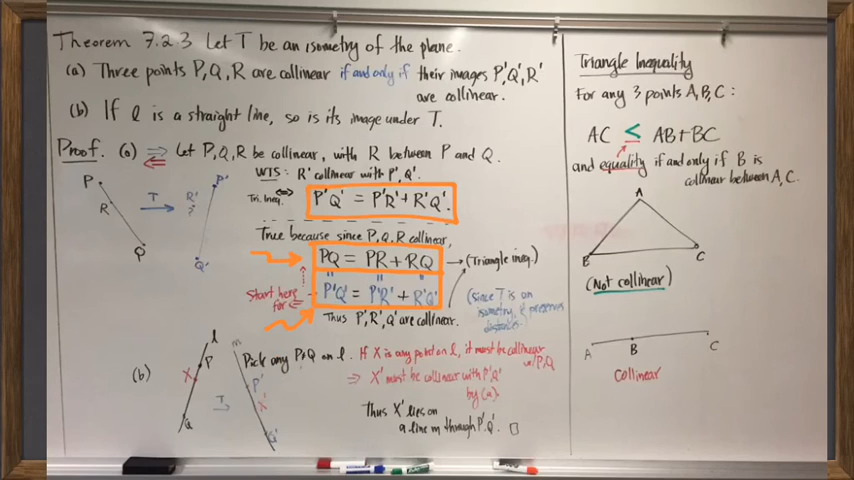 Theorem 7.2.3 Let T be an isometry of the plane.
(a) Three points P,Q,R are collinear if and only if their images P',Q',R'
are collinear.
(b) If l is a straight line, so is its image under T.
Proof. (a) ⇒ Let P,Q,R be collinear, with R between P and Q.
⇐
WTS: R' collinear with P',Q'.
Tri. Ineq. ⇔ P'Q' = P'R' + R'Q'.
True because since P,Q,R collinear,
PQ = PR + RQ → (Triangle ineq.)
" " "
P'Q' = P'R' + R'Q'
Start here
for ⇐
(since T is an
isometry, it preserves
distances.)
Thus P',R',Q' are collinear.
P
R
Q
T
R'
?
P'
Q'
(b) Pick any P,Q on l. If X is any point on l, it must be collinear
w/ P,Q
⇒ X' must be collinear with P'Q'
by (a).
Thus X' lies on
a line m through P',Q'. □
l
P
X
Q
T
m
P'
X'
Q'
Triangle Inequality
For any 3 points A,B,C:
AC ≤ AB+BC
and equality if and only if B is
collinear between A,C.
A
B
C
(Not collinear)
A
B
C
Collinear